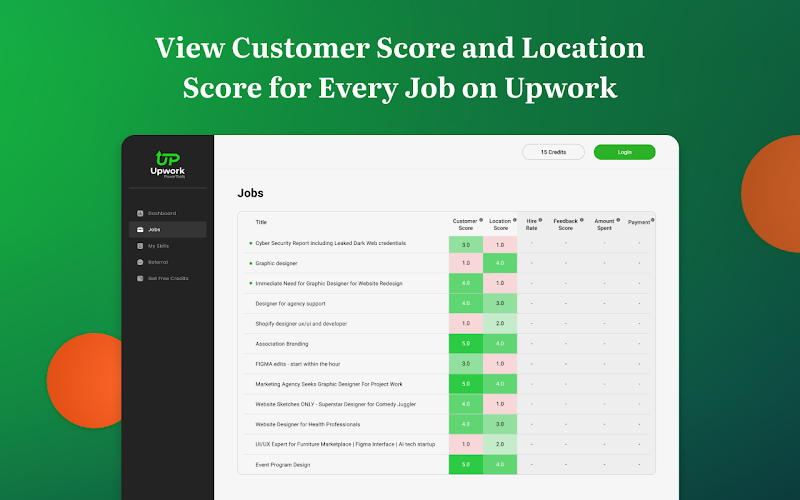 View Customer Score and Location
Score for Every Job on Upwork
UP
Upwork
PowerTools
15 Credits
Login
Dashboard
Jobs
My Skills
Referral
Get Free Credits
Jobs
Title Customer Score Location Score Hire Rate Feedback Score Amount Spent Payment
Cyber Security Report including Leaked Dark Web credentials 3.0 1.0 - - - -
Graphic designer 1.0 4.0 - - - -
Immediate Need for Graphic Designer for Website Redesign 4.0 1.0 - - - -
Designer for agency support 4.0 3.0 - - - -
Shopify designer ux/ui and developer 1.0 2.0 - - - -
Association Branding 5.0 4.0 - - - -
FIGMA edits - start within the hour 3.0 1.0 - - - -
Marketing Agency Seeks Graphic Designer For Project Work 5.0 4.0 - - - -
Website Sketches ONLY - Superstar Designer for Comedy Juggler 4.0 1.0 - - - -
Website Designer for Health Professionals 4.0 3.0 - - - -
UI/UX Expert for Furniture Marketplace | Figma Interface | AI tech startup 1.0 2.0 - - - -
Event Program Design 5.0 4.0 - - - -